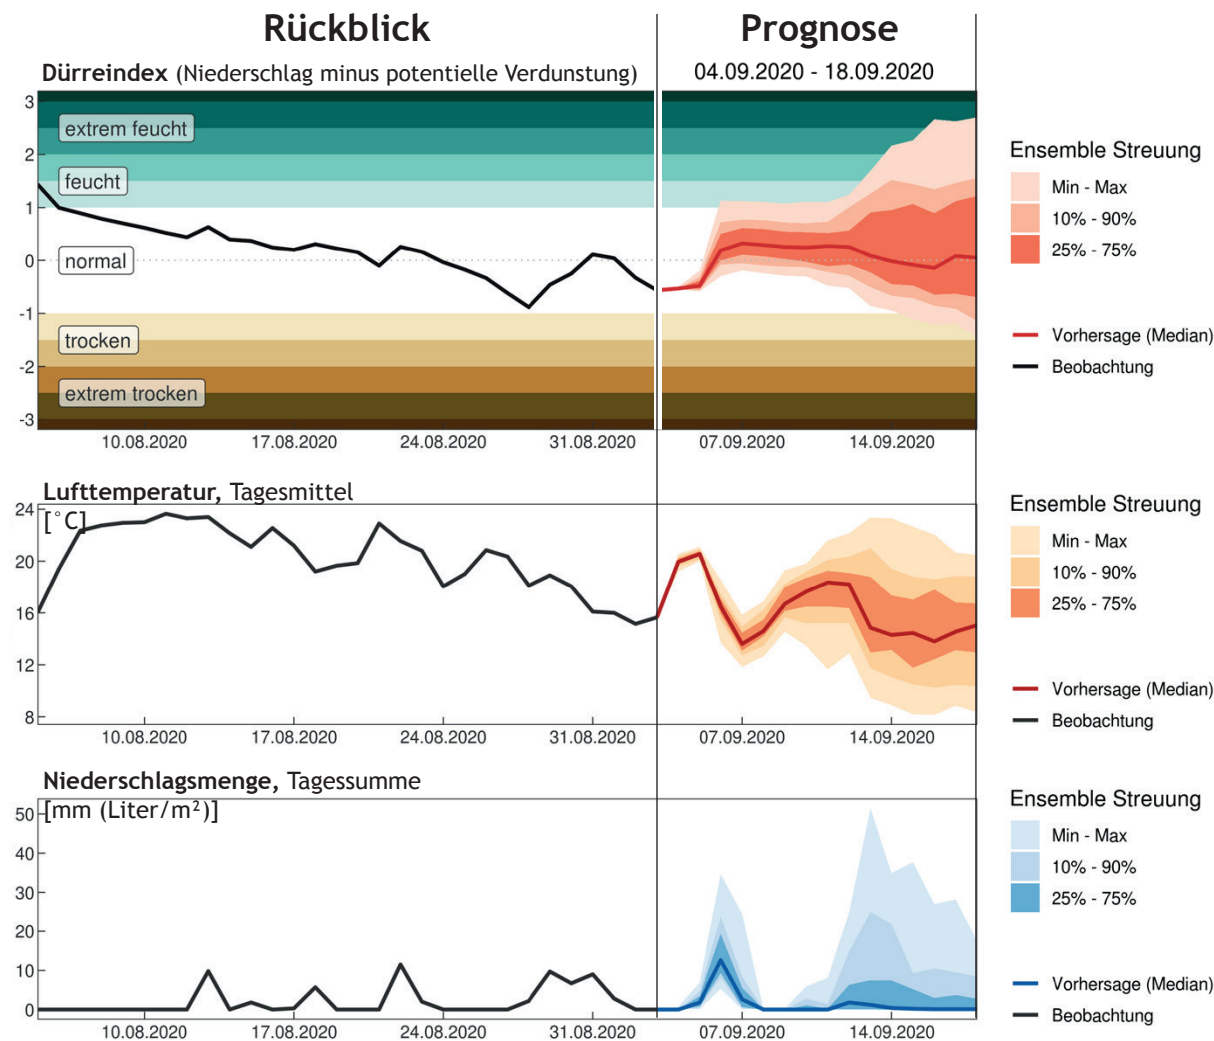 Rückblick
Prognose
Dürreindex (Niederschlag minus potentielle Verdunstung)
04.09.2020 - 18.09.2020
3
2
1
0
-1
-2
-3
extrem feucht
feucht
normal
trocken
extrem trocken
10.08.2020
17.08.2020
24.08.2020
31.08.2020
07.09.2020
14.09.2020
Ensemble Streuung
Min - Max
10% - 90%
25% - 75%
Vorhersage (Median)
Beobachtung
Lufttemperatur, Tagesmittel
[°C]
24
20
16
12
8
10.08.2020
17.08.2020
24.08.2020
31.08.2020
07.09.2020
14.09.2020
Ensemble Streuung
Min - Max
10% - 90%
25% - 75%
Vorhersage (Median)
Beobachtung
Niederschlagsmenge, Tagessumme
[mm (Liter/m²)]
50
40
30
20
10
0
10.08.2020
17.08.2020
24.08.2020
31.08.2020
07.09.2020
14.09.2020
Ensemble Streuung
Min - Max
10% - 90%
25% - 75%
Vorhersage (Median)
Beobachtung